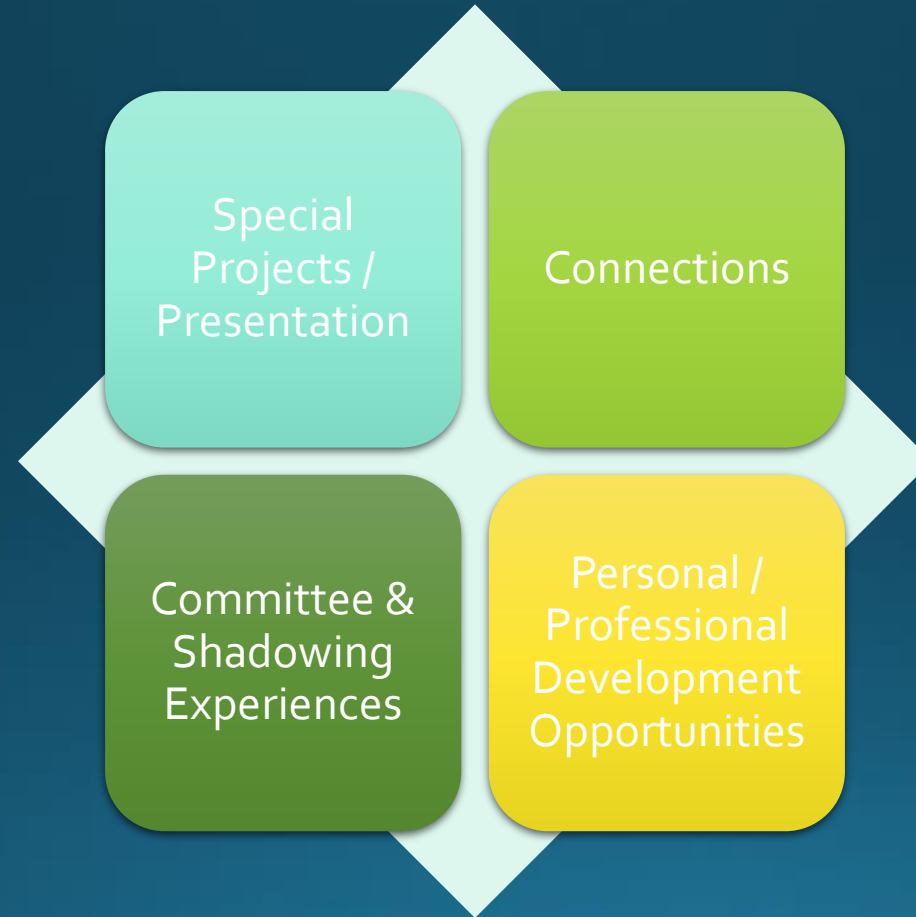 Special
Projects /
Presentation
Connections
Committee &
Shadowing
Experiences
Personal /
Professional
Development
Opportunities